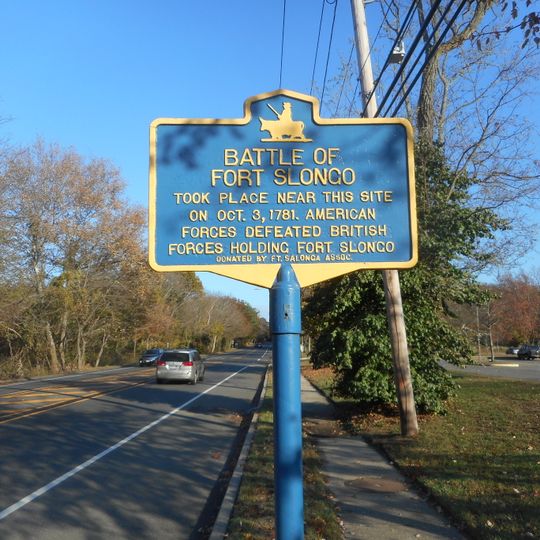 BATTLE OF
FORT SLONGO
TOOK PLACE NEAR THIS SITE
ON OCT. 3, 1781. AMERICAN
FORCES DEFEATED BRITISH
FORCES HOLDING FORT SLONGO
DONATED BY FT. SALONGA ASSOC.